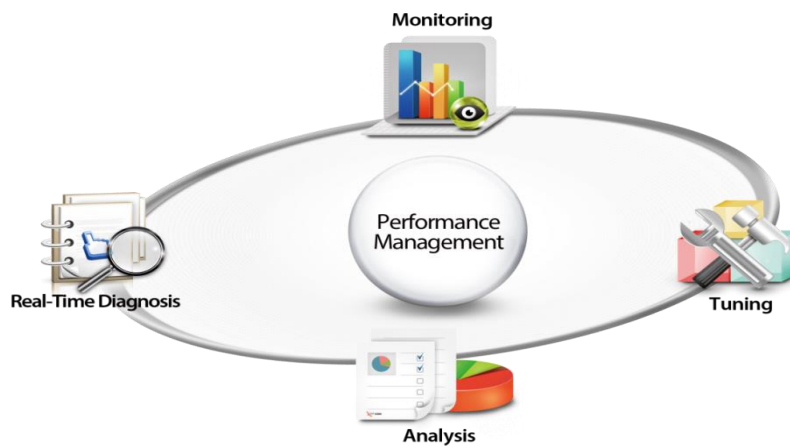 Monitoring
Performance
Management
Real-Time Diagnosis
Tuning
Analysis